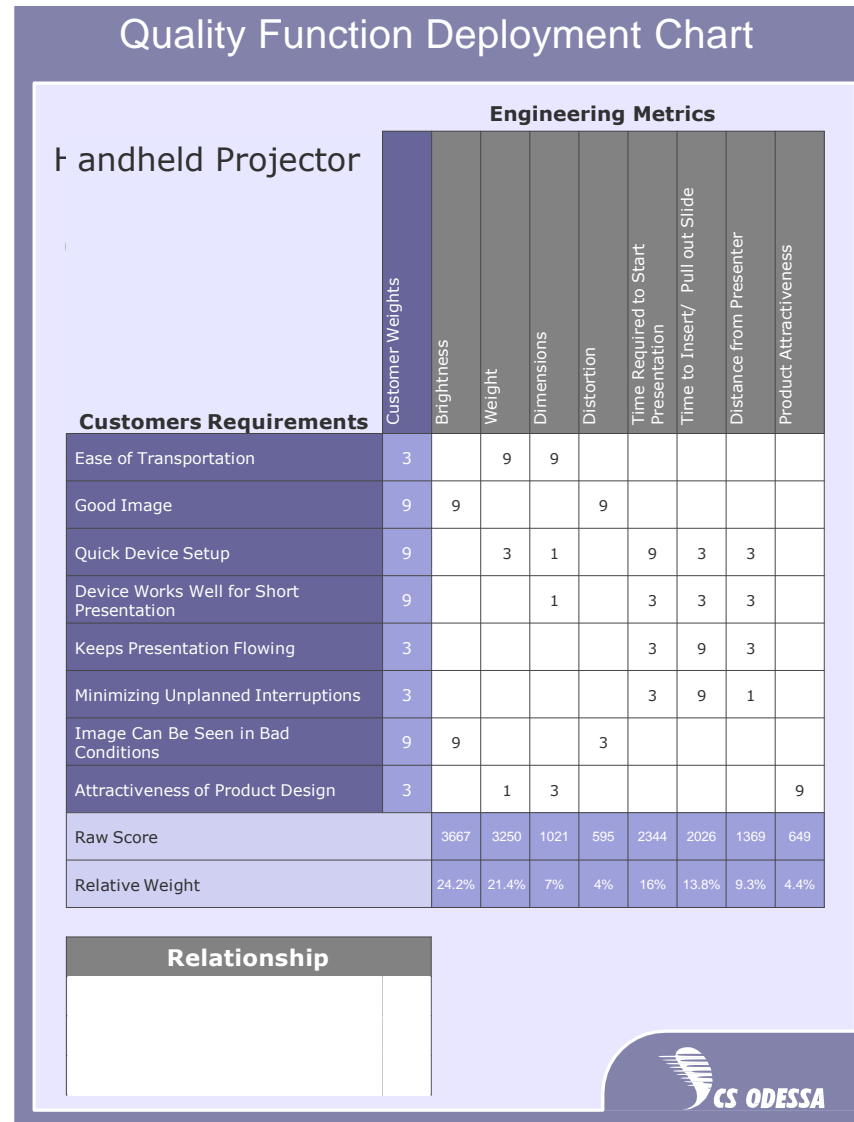 Quality Function Deployment Chart
Engineering Metrics
Handheld Projector
Customers Requirements
Customer Weights
Brightness
Weight
Dimensions
Distortion
Time Required to Start
Presentation
Time to Insert/ Pull out Slide
Distance from Presenter
Product Attractiveness
Ease of Transportation 3 9 9
Good Image 9 9 9
Quick Device Setup 9 3 1 9 3 3
Device Works Well for Short
Presentation 9 1 3 3 3
Keeps Presentation Flowing 3 3 9 3
Minimizing Unplanned Interruptions 3 3 9 1
Image Can Be Seen in Bad
Conditions 9 9 3
Attractiveness of Product Design 3 1 3 9
Raw Score 3667 3250 1021 595 2344 2026 1369 649
Relative Weight 24.2% 21.4% 7% 4% 16% 13.8% 9.3% 4.4%
Relationship
CS ODESSA